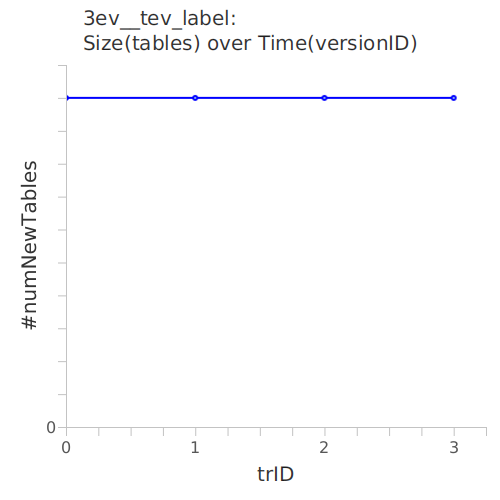 3ev__tev_label:
Size(tables) over Time(versionID)
#numNewTables
0
0 1 2 3
trID